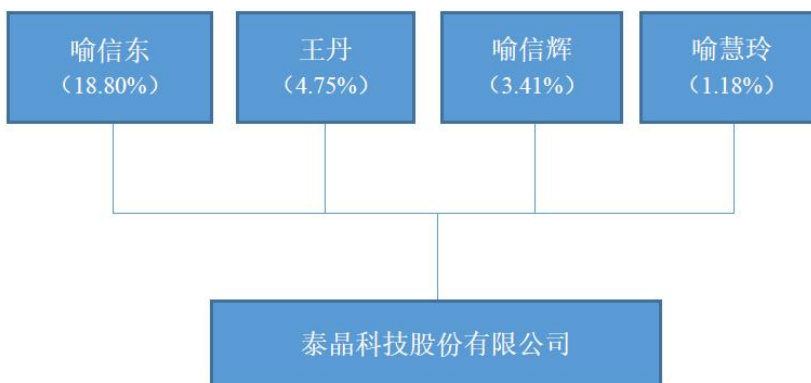 喻信东
（18.80%）
王丹
（4.75%）
喻信辉
（3.41%）
喻慧玲
（1.18%）
泰晶科技股份有限公司